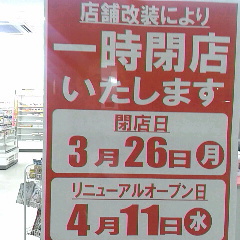 店舗改装により
一時閉店
いたします
閉店日
3月26日月
リニューアルオープン日
4月11日水